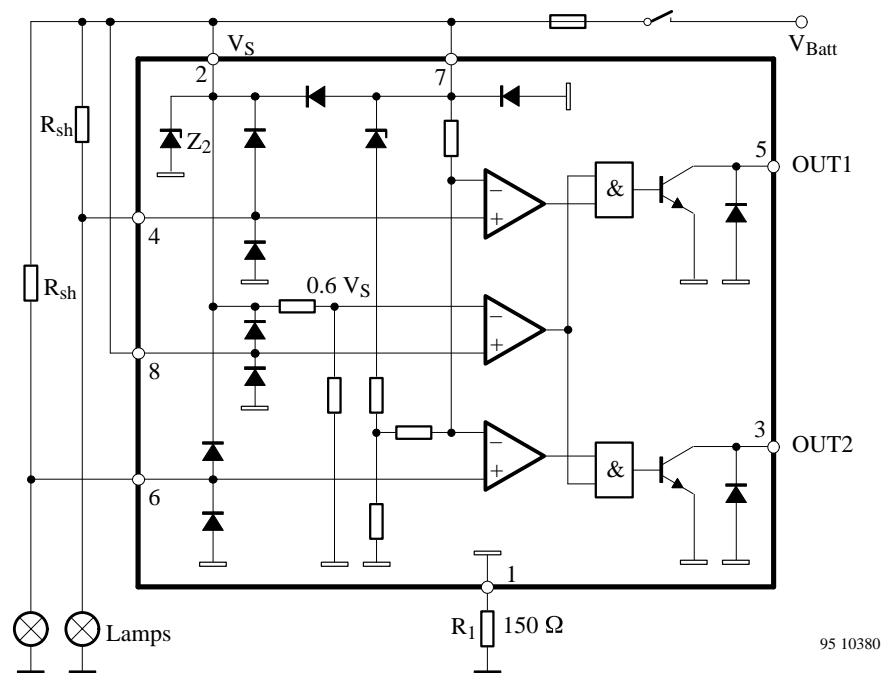 V_S
V_Batt
2
7
R_sh
Z_2
5
OUT1
&
−
+
4
R_sh
0.6 V_S
−
+
8
3
OUT2
−
+
&
6
1
Lamps
R_1
150 Ω
95 10380